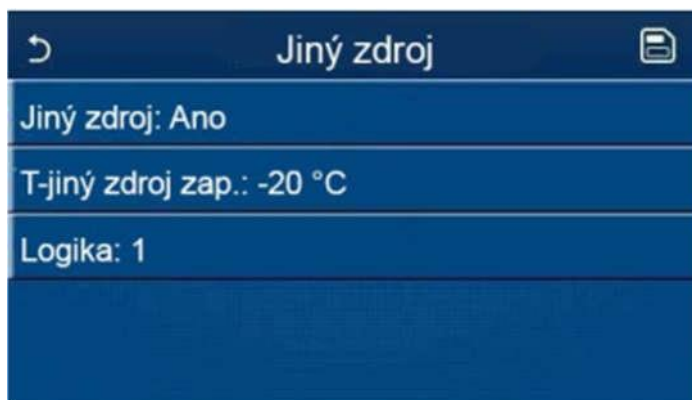 Jiný zdroj
Jiný zdroj: Ano
T-jiný zdroj zap.: -20 °C
Logika: 1